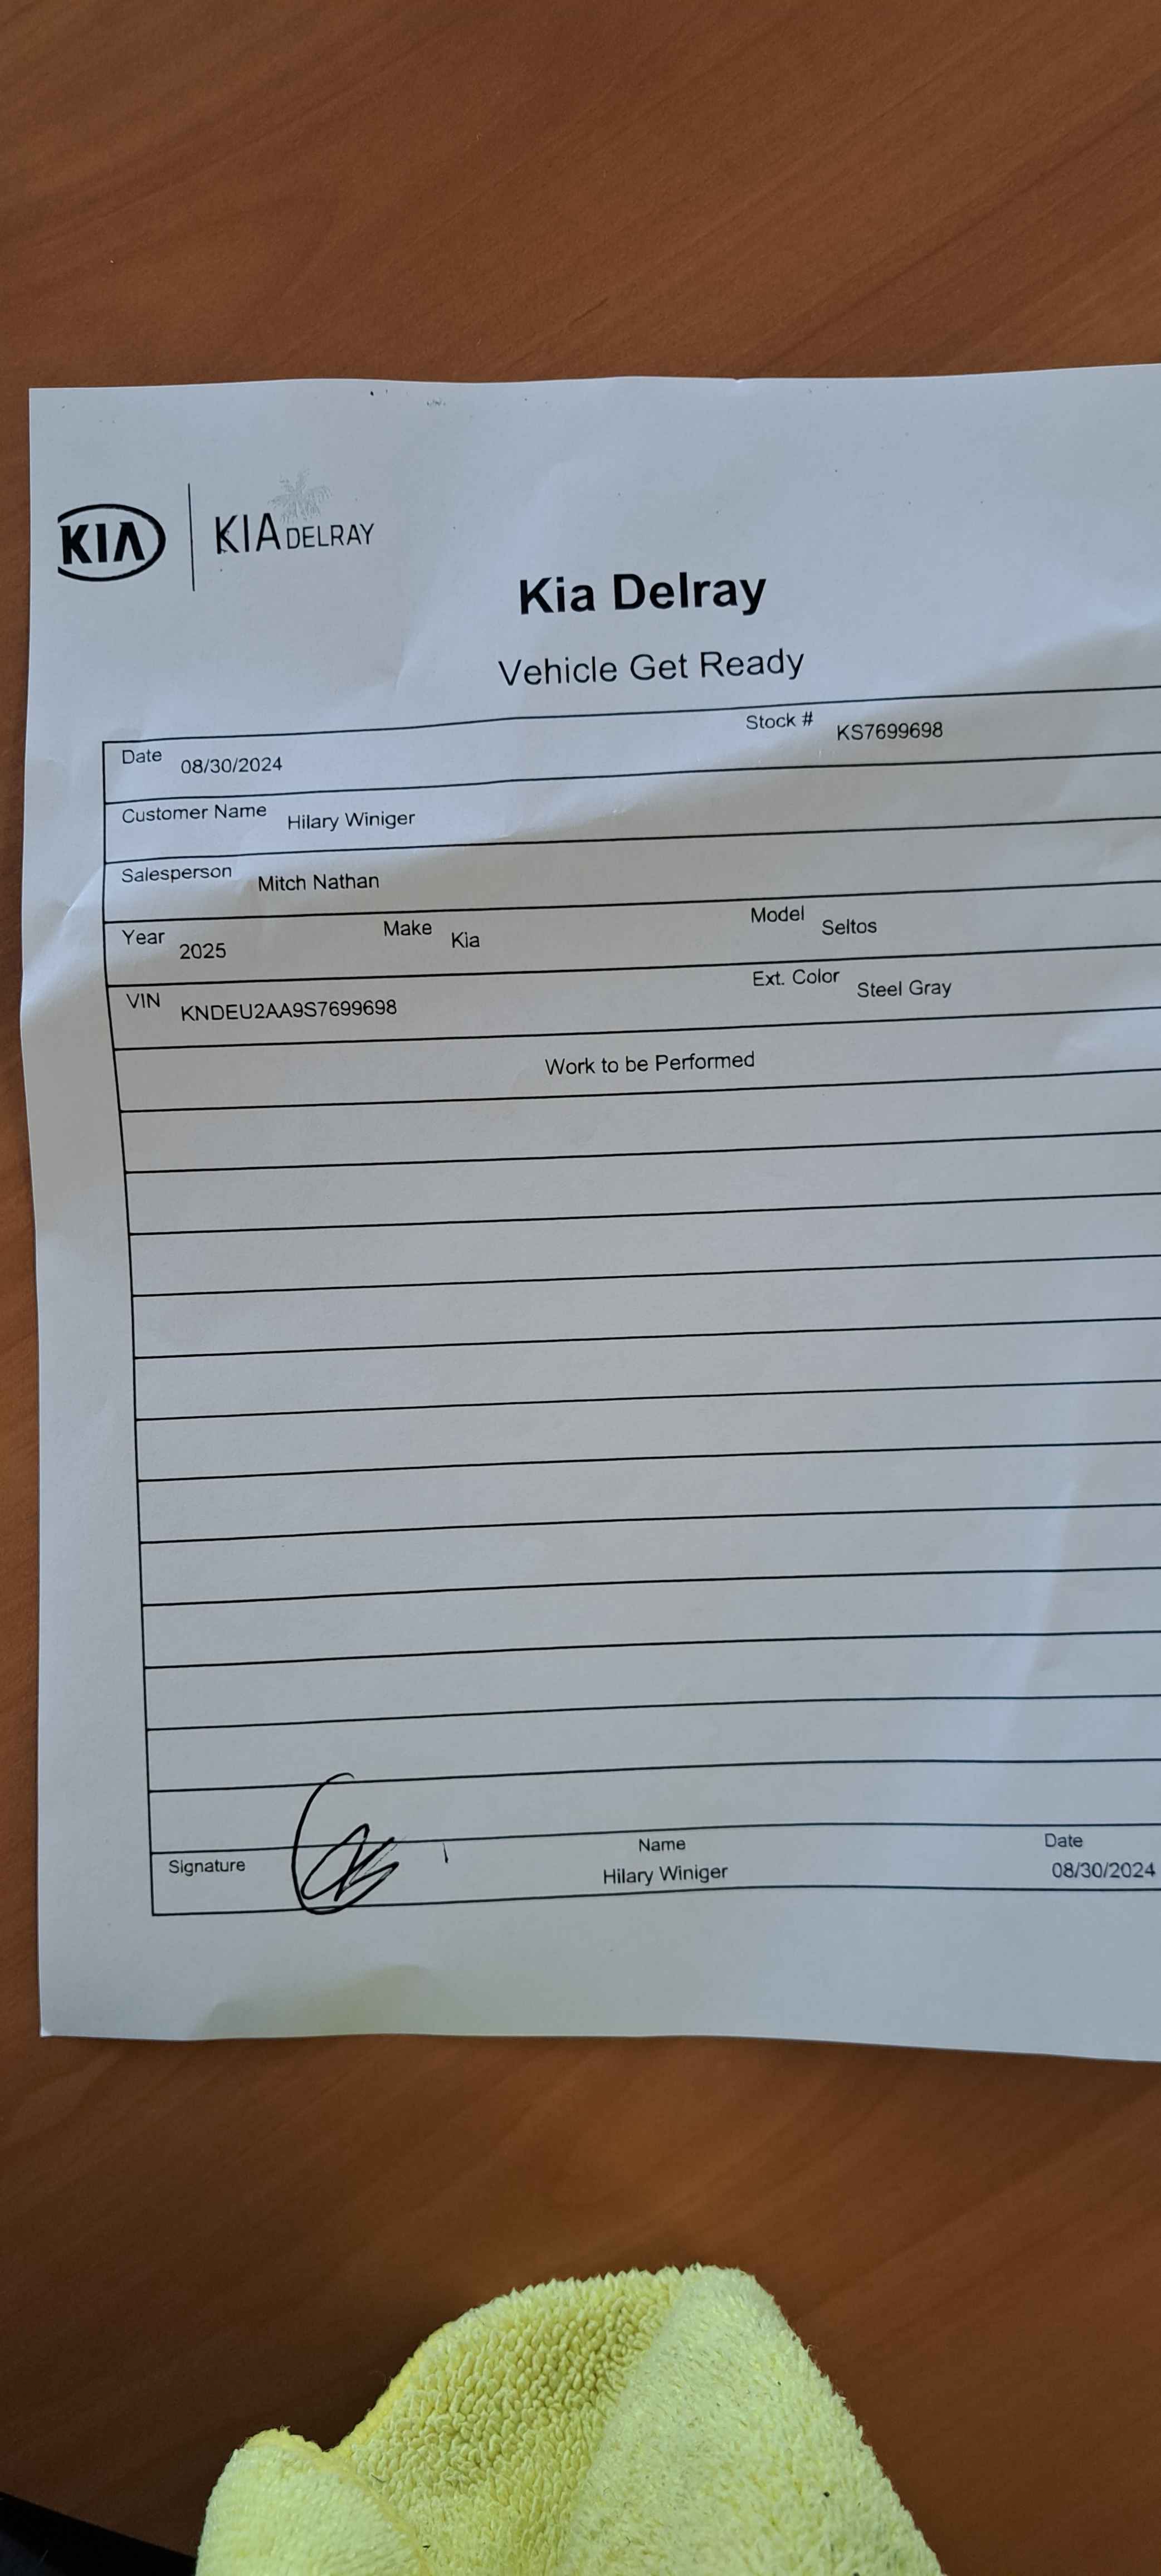 KIA KIA DELRAY
Kia Delray
Vehicle Get Ready
Date 08/30/2024 Stock # KS7699698
Customer Name Hilary Winiger
Salesperson Mitch Nathan
Year 2025 Make Kia Model Seltos
VIN KNDEU2AA9S7699698 Ext. Color Steel Gray
Work to be Performed
Signature Name Date
Hilary Winiger 08/30/2024